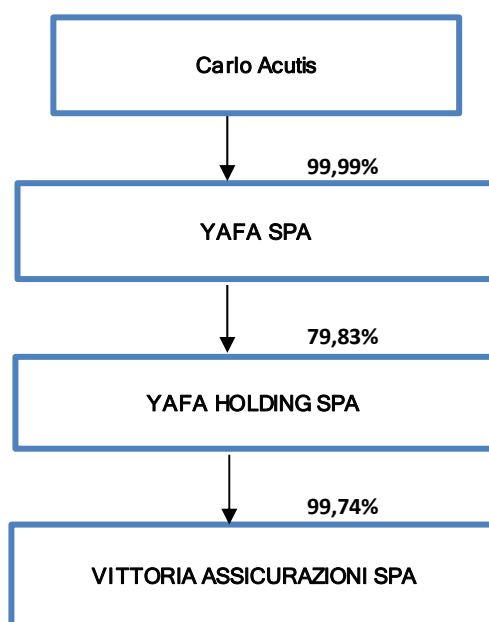 Carlo Acutis
99,99%
YAFA SPA
79,83%
YAFA HOLDING SPA
99,74%
VITTORIA ASSICURAZIONI SPA